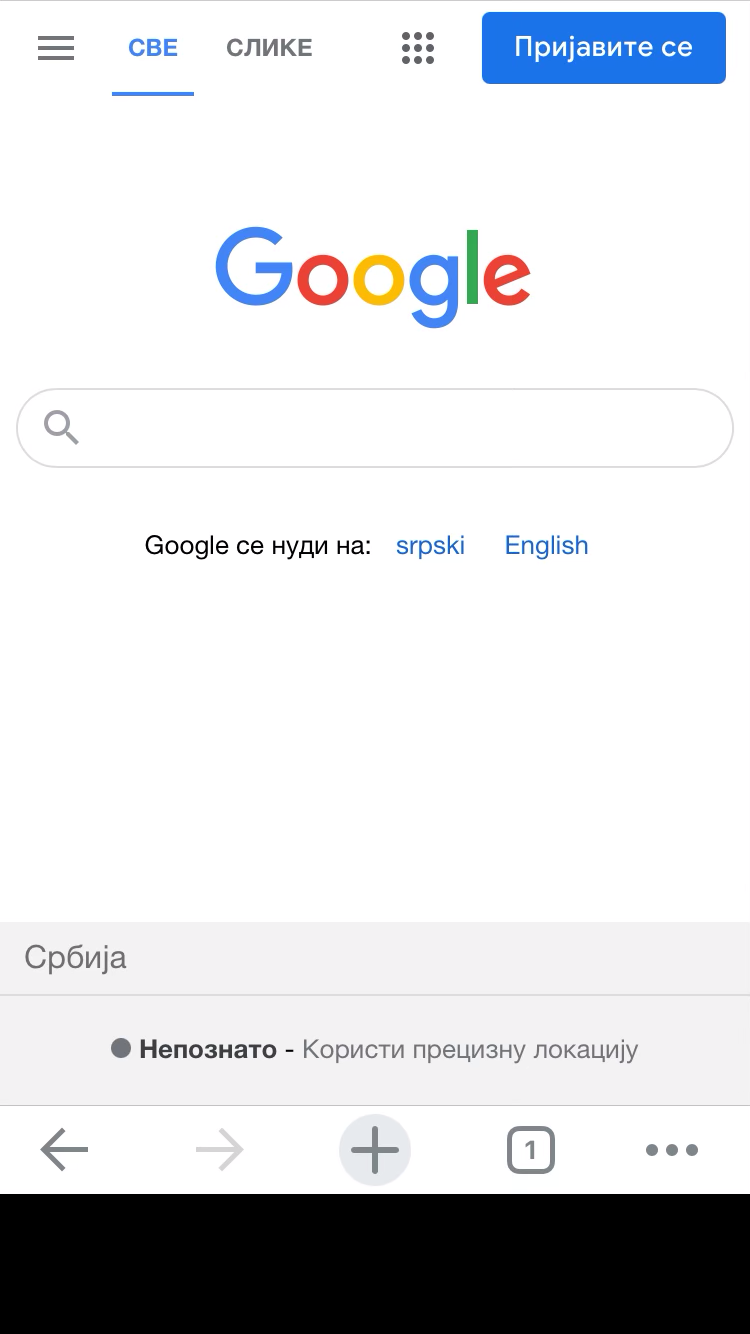 СВЕ СЛИКЕ Пријавите се
Google
Google се нуди на: srpski English
Србија
Непознато - Користи прецизну локацију
1